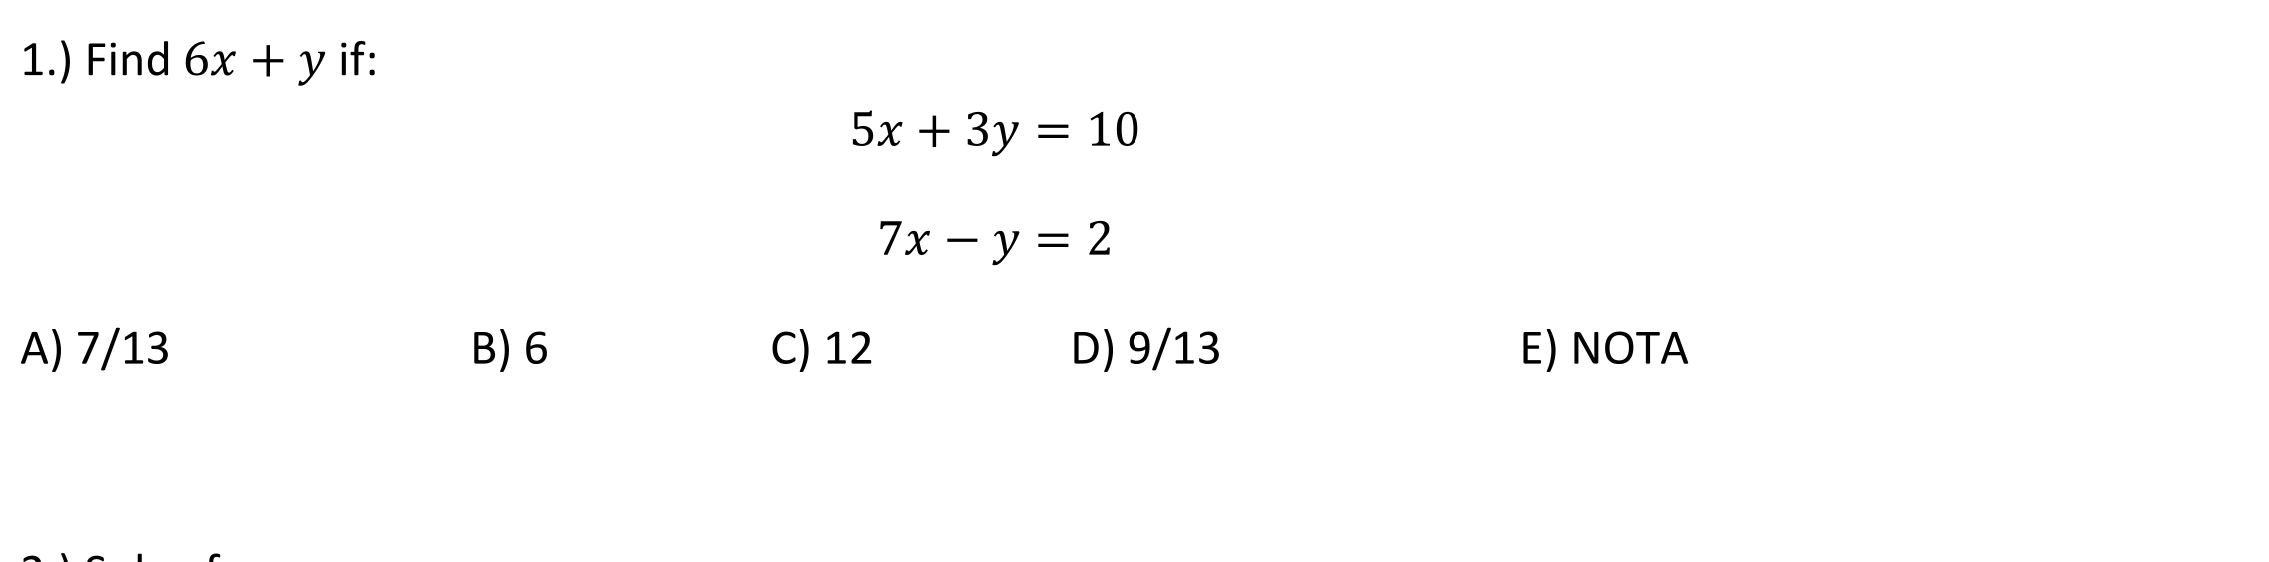 1.) Find 6x + y if:
5x + 3y = 10
7x − y = 2
A) 7/13 B) 6 C) 12 D) 9/13 E) NOTA